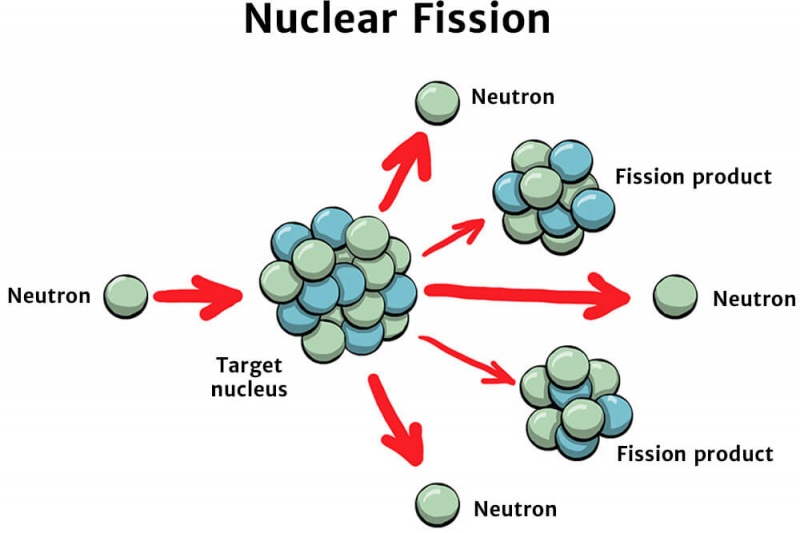 Nuclear Fission
Neutron
Fission product
Neutron
Neutron
Target
nucleus
Fission product
Neutron